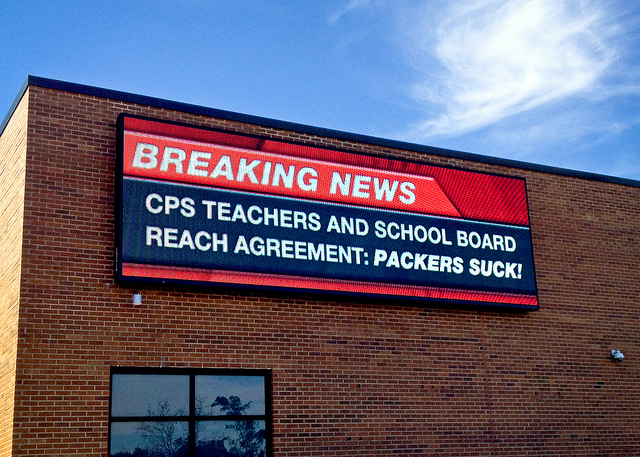 BREAKING NEWS
CPS TEACHERS AND SCHOOL BOARD
REACH AGREEMENT: PACKERS SUCK!